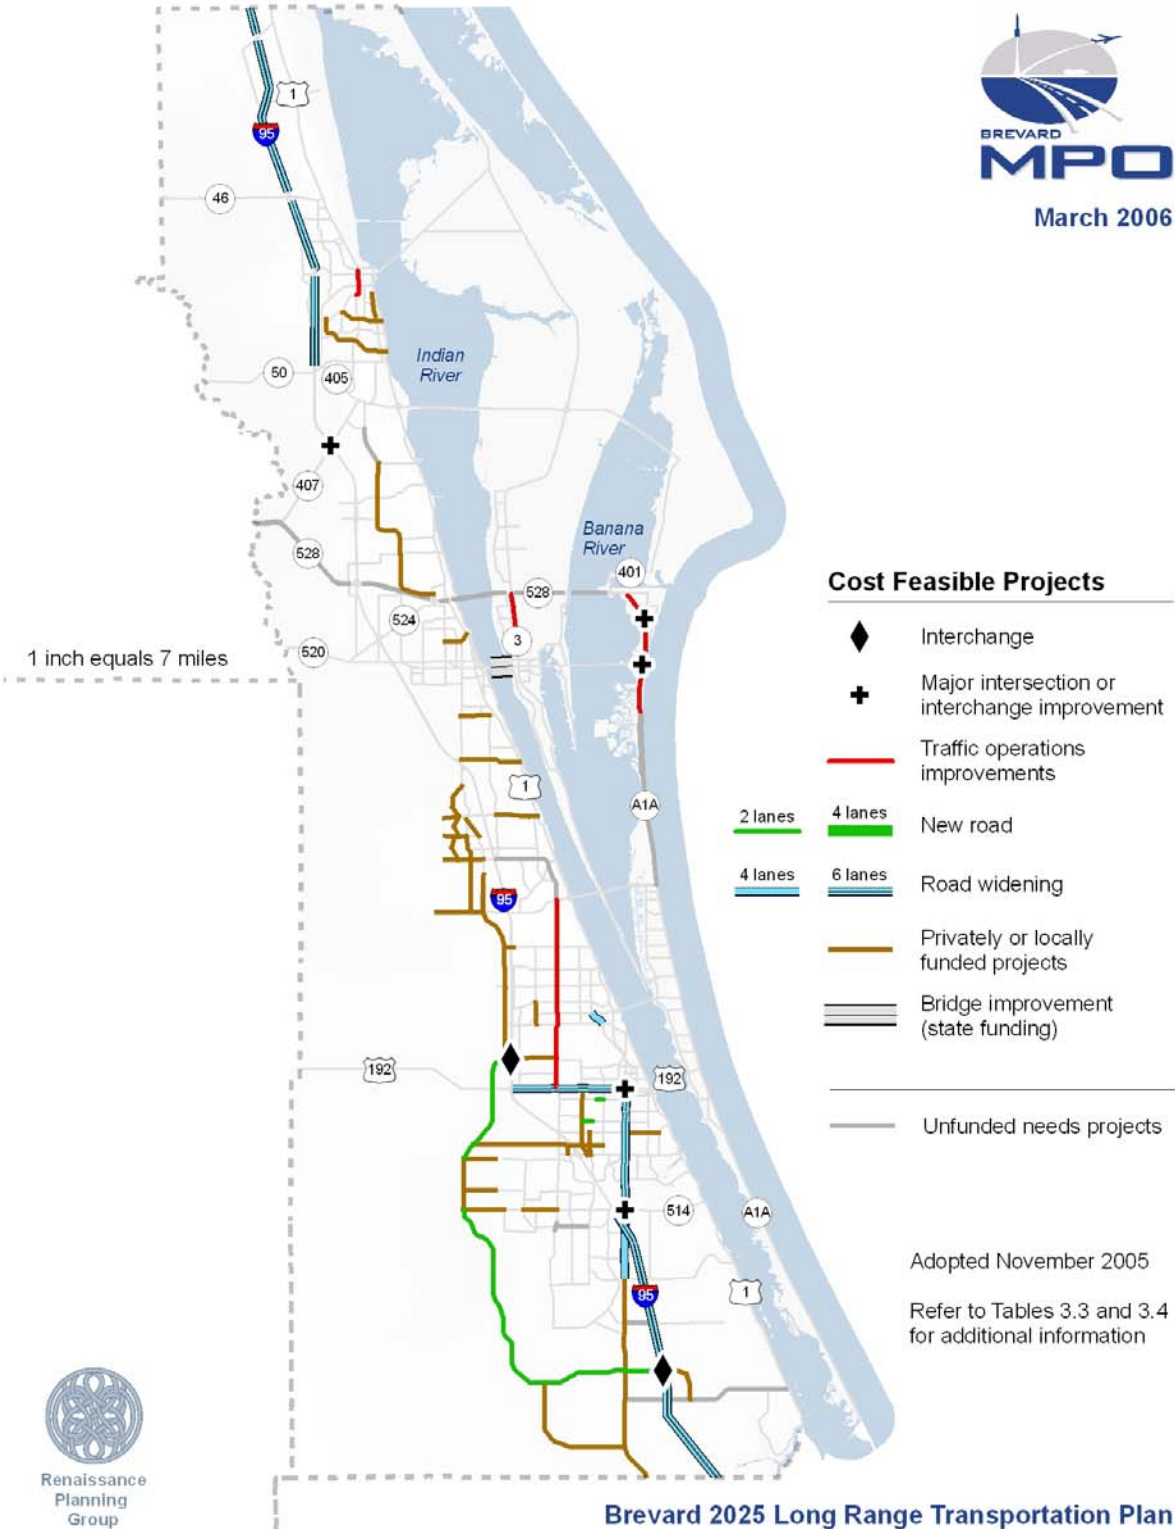 BREVARD
MPO
March 2006
1
95
46
50
405
407
528
524
520
Indian
River
Banana
River
401
528
3
1 inch equals 7 miles
1
A1A
95
192
192
514
A1A
95
1
Cost Feasible Projects
Interchange
Major intersection or
interchange improvement
Traffic operations
improvements
2 lanes 4 lanes
New road
4 lanes 6 lanes
Road widening
Privately or locally
funded projects
Bridge improvement
(state funding)
Unfunded needs projects
Adopted November 2005
Refer to Tables 3.3 and 3.4
for additional information
Renaissance
Planning
Group
Brevard 2025 Long Range Transportation Plan